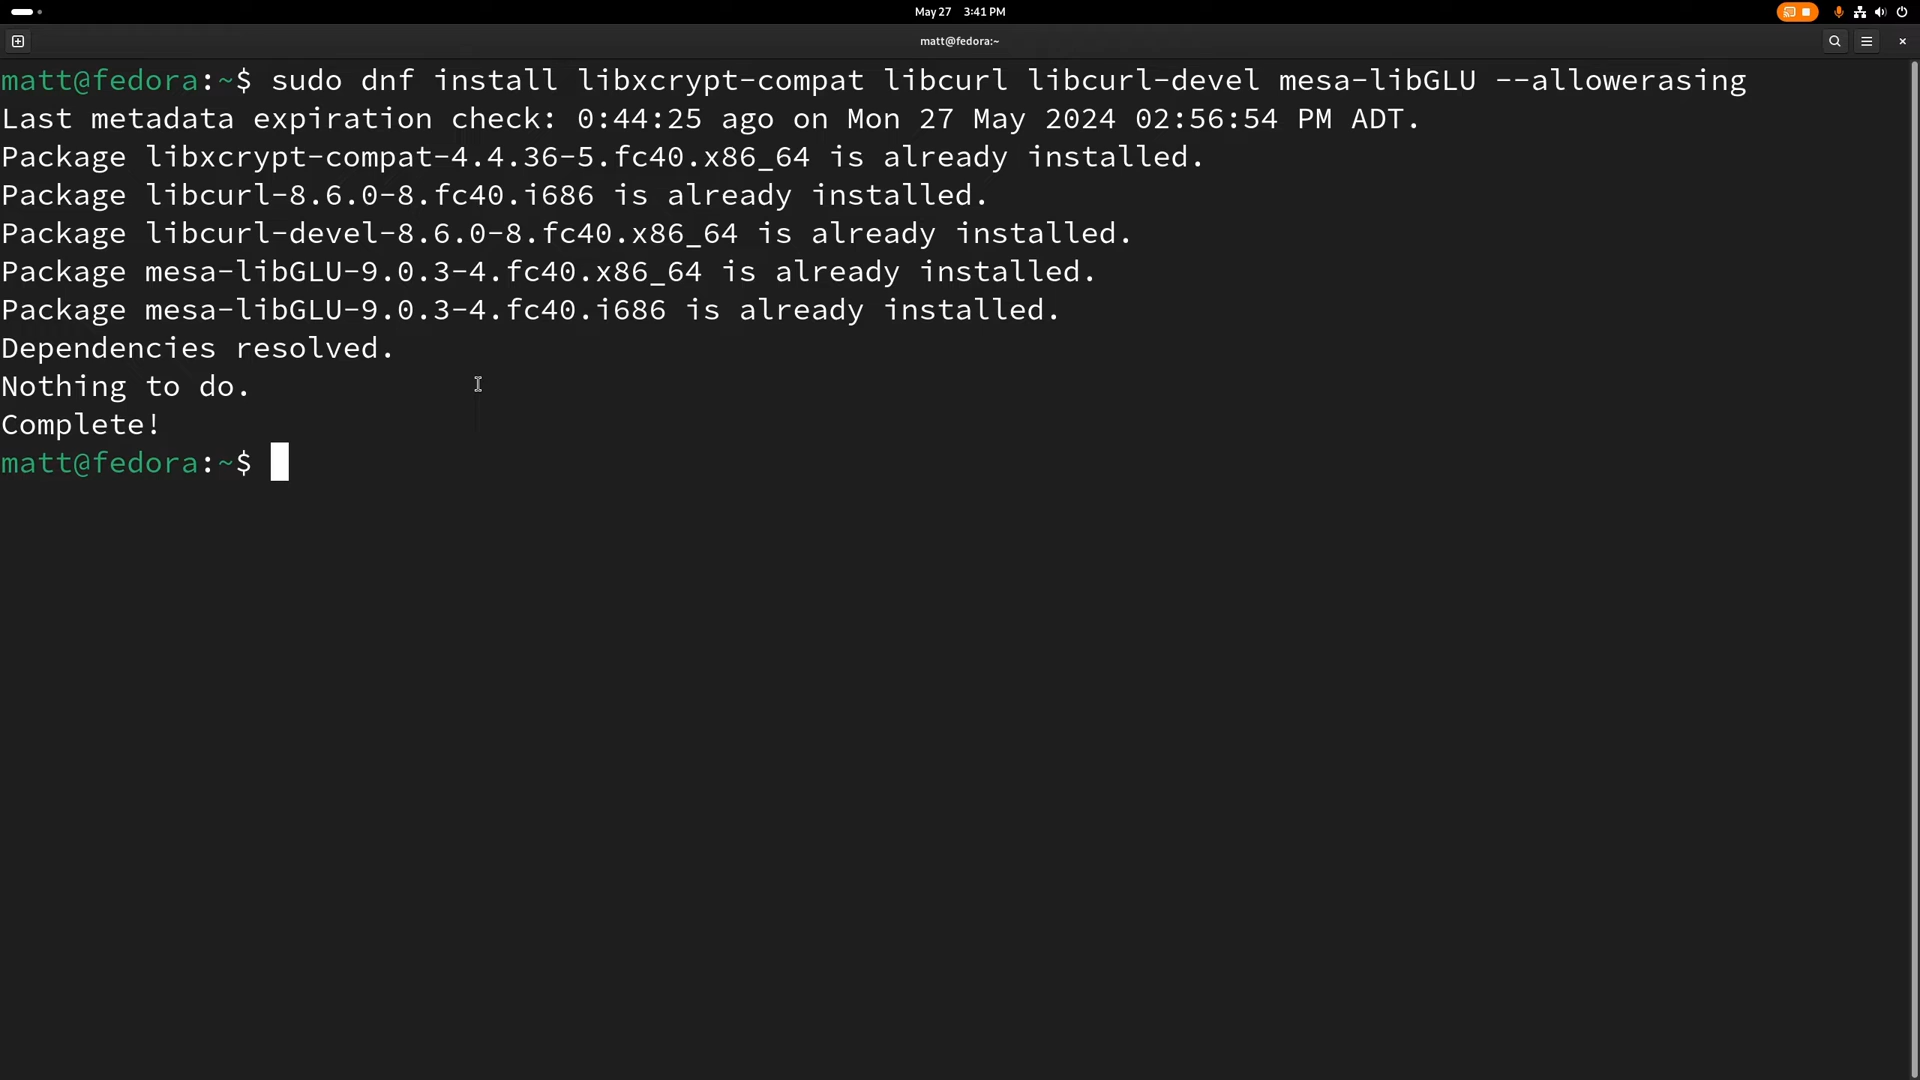 May 27 3:41 PM
matt@fedora:~
matt@fedora:~$ sudo dnf install libxcrypt-compat libcurl libcurl-devel mesa-libGLU --allowerasing
Last metadata expiration check: 0:44:25 ago on Mon 27 May 2024 02:56:54 PM ADT.
Package libxcrypt-compat-4.4.36-5.fc40.x86_64 is already installed.
Package libcurl-8.6.0-8.fc40.i686 is already installed.
Package libcurl-devel-8.6.0-8.fc40.x86_64 is already installed.
Package mesa-libGLU-9.0.3-4.fc40.x86_64 is already installed.
Package mesa-libGLU-9.0.3-4.fc40.i686 is already installed.
Dependencies resolved.
Nothing to do.
Complete!
matt@fedora:~$